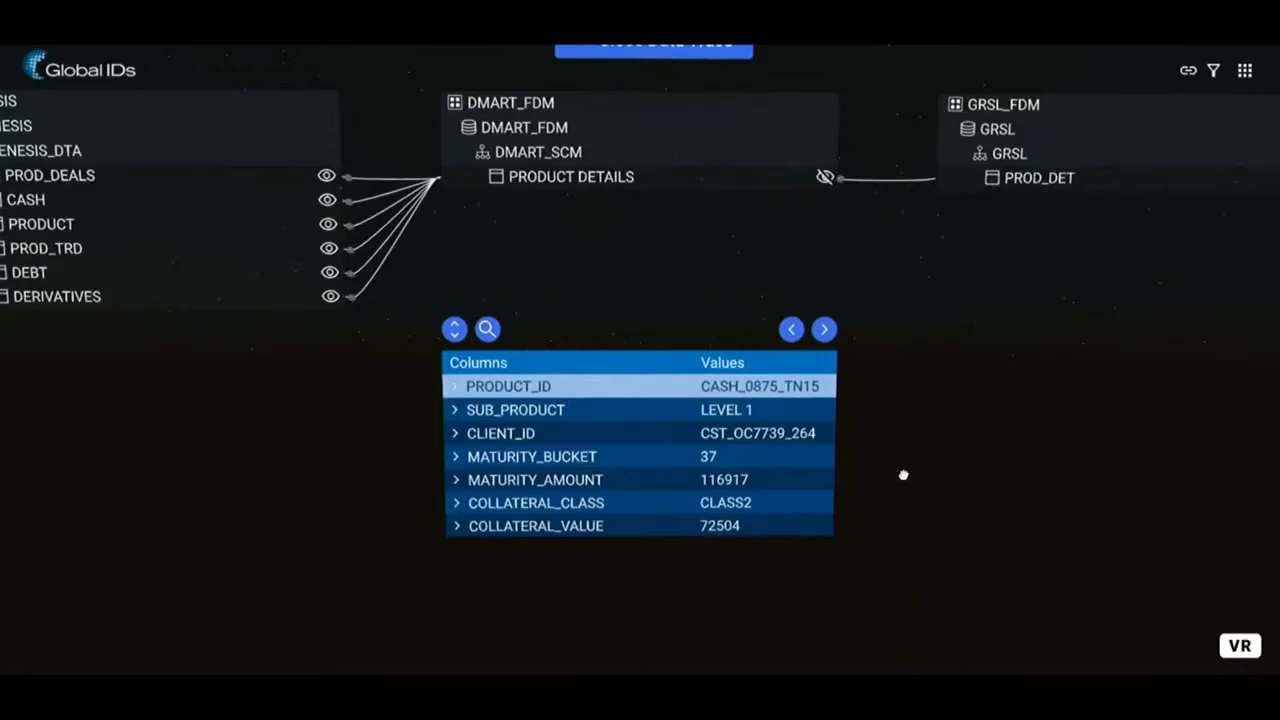 Global IDs
SIS
ENESIS_DTA
PROD_DEALS
CASH
PRODUCT
PROD_TRD
DEBT
DERIVATIVES
DMART_FDM
DMART_FDM
DMART_SCM
PRODUCT DETAILS
GRSL_FDM
GRSL
GRSL
PROD_DET
Columns Values
PRODUCT_ID CASH_0875_TN15
SUB_PRODUCT LEVEL 1
CLIENT_ID CST_OC7739_264
MATURITY_BUCKET 37
MATURITY_AMOUNT 116917
COLLATERAL_CLASS CLASS2
COLLATERAL_VALUE 72504
VR